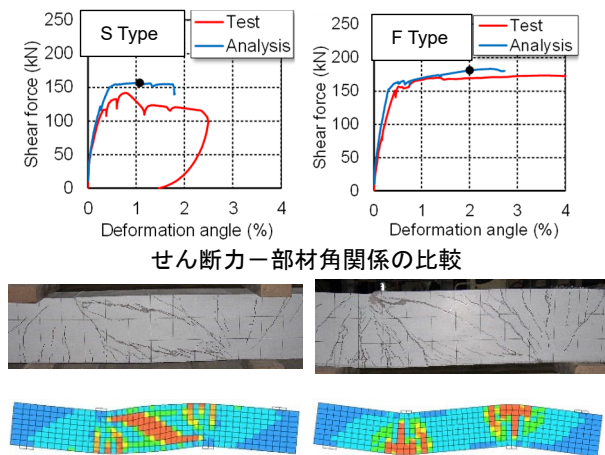 S Type
Test
Analysis
250
200
150
100
50
0
Shear force (kN)
0 1 2 3 4
Deformation angle (%)
F Type
Test
Analysis
250
200
150
100
50
0
Shear force (kN)
0 1 2 3 4
Deformation angle (%)
せん断力－部材角関係の比較